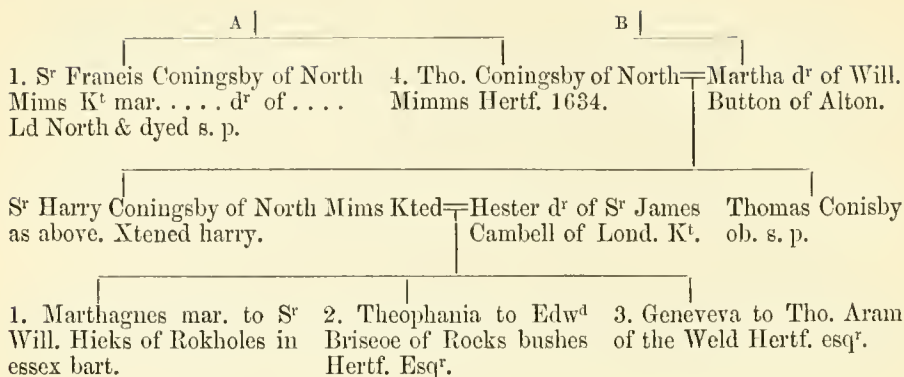 A B
1. Sʳ Francis Coningsby of North
Mims Kᵗ mar. . . . . dʳ of . . . .
Ld North & dyed s. p.
4. Tho. Coningsby of North
Mimms Hertf. 1634.
Martha dʳ of Will.
Button of Alton.
Sʳ Harry Coningsby of North Mims Kted
as above. Xtened harry.
Hester dʳ of Sʳ James
Cambell of Lond. Kᵗ.
Thomas Conisby
ob. s. p.
1. Marthagnes mar. to Sʳ
Will. Hicks of Rokholes in
essex bart.
2. Theophania to Edwᵈ
Briscoe of Rocks bushes
Hertf. Esqʳ.
3. Geneveva to Tho. Aram
of the Weld Hertf. esqʳ.